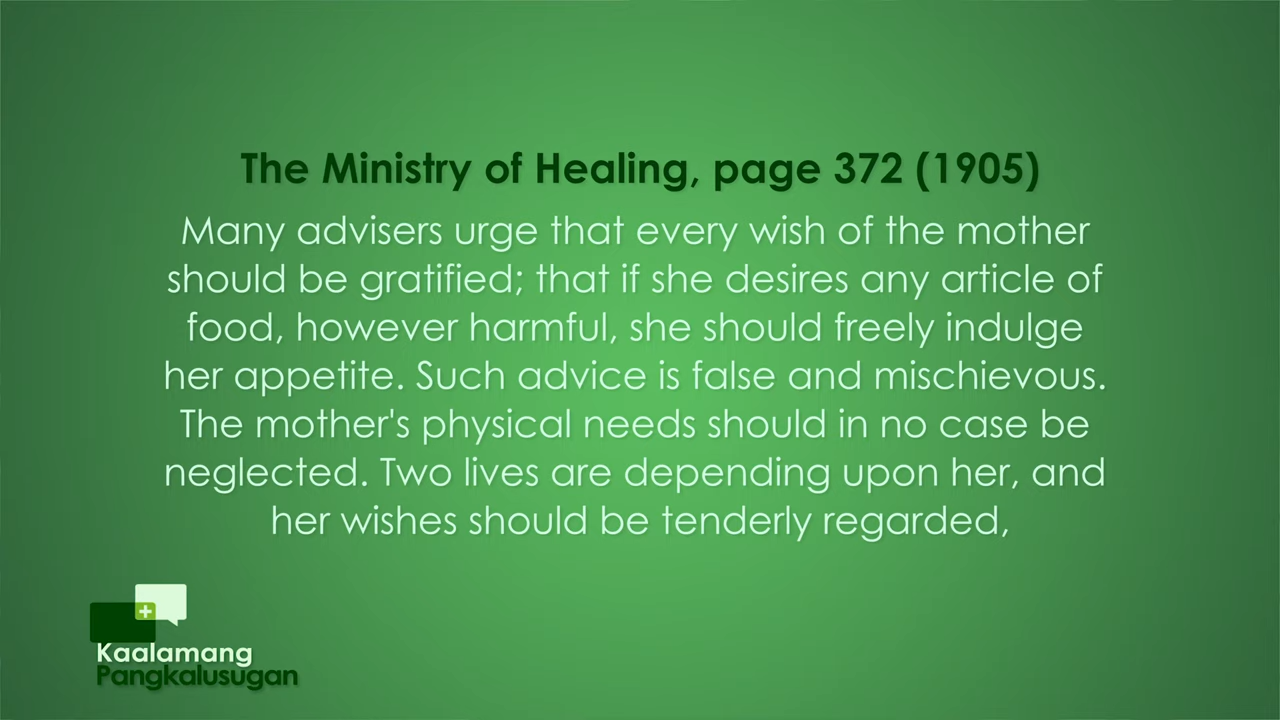 The Ministry of Healing, page 372 (1905)
Many advisers urge that every wish of the mother
should be gratified; that if she desires any article of
food, however harmful, she should freely indulge
her appetite. Such advice is false and mischievous.
The mother's physical needs should in no case be
neglected. Two lives are depending upon her, and
her wishes should be tenderly regarded,
Kaalamang
Pangkalusugan